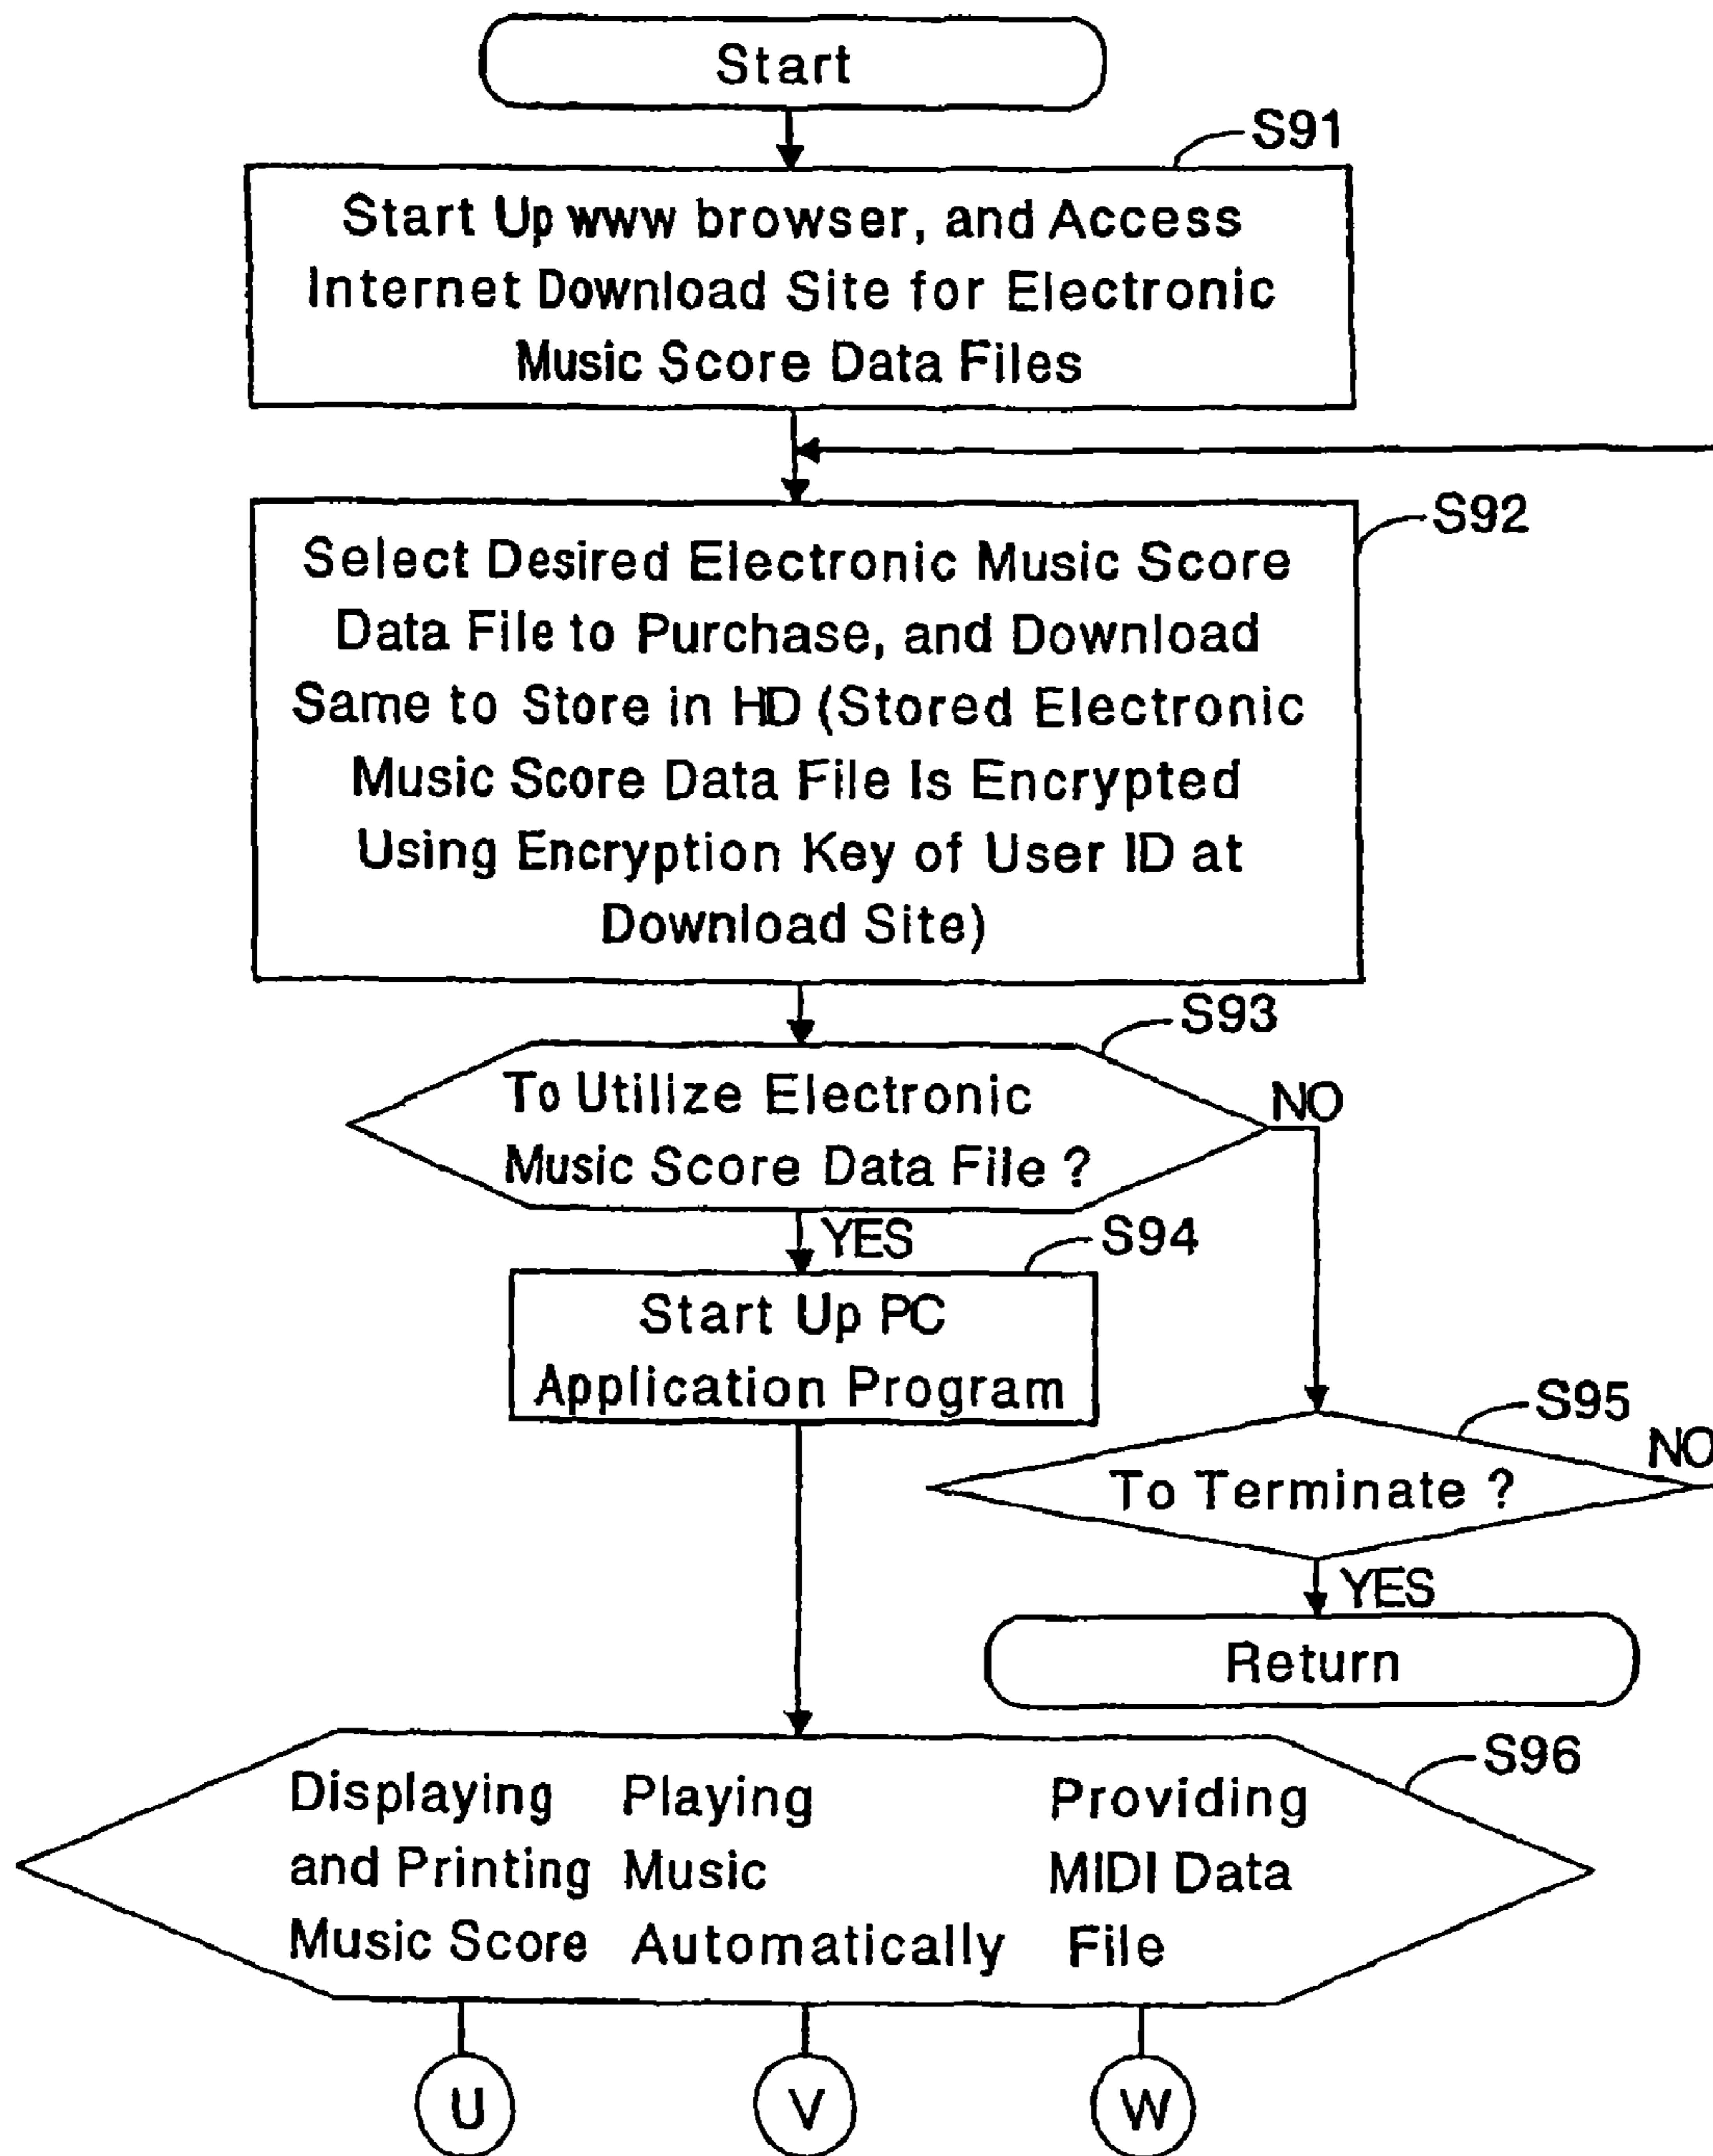 Start
S91
Start Up www browser, and Access
Internet Download Site for Electronic
Music Score Data Files
S92
Select Desired Electronic Music Score
Data File to Purchase, and Download
Same to Store in HD (Stored Electronic
Music Score Data File Is Encrypted
Using Encryption Key of User ID at
Download Site)
S93
To Utilize Electronic
Music Score Data File ?
NO
YES
S94
Start Up PC
Application Program
S95
To Terminate ?
NO
YES
Return
S96
Displaying
and Printing
Music Score
Playing
Music
Automatically
Providing
MIDI Data
File
U
V
W